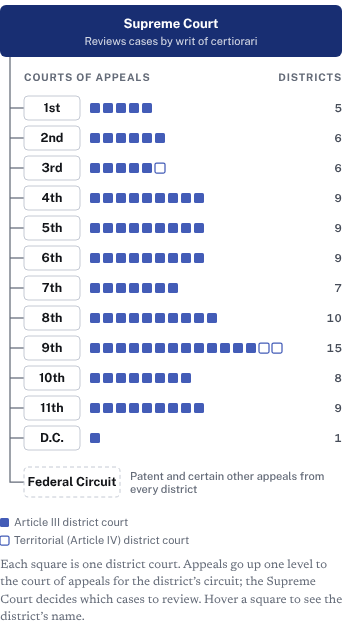 Supreme Court
Reviews cases by writ of certiorari
COURTS OF APPEALS DISTRICTS
1st 5
2nd 6
3rd 6
4th 9
5th 9
6th 9
7th 7
8th 10
9th 15
10th 8
11th 9
D.C. 1
Federal Circuit Patent and certain other appeals from
every district
Article III district court
Territorial (Article IV) district court
Each square is one district court. Appeals go up one level to
the court of appeals for the district’s circuit; the Supreme
Court decides which cases to review. Hover a square to see the
district’s name.